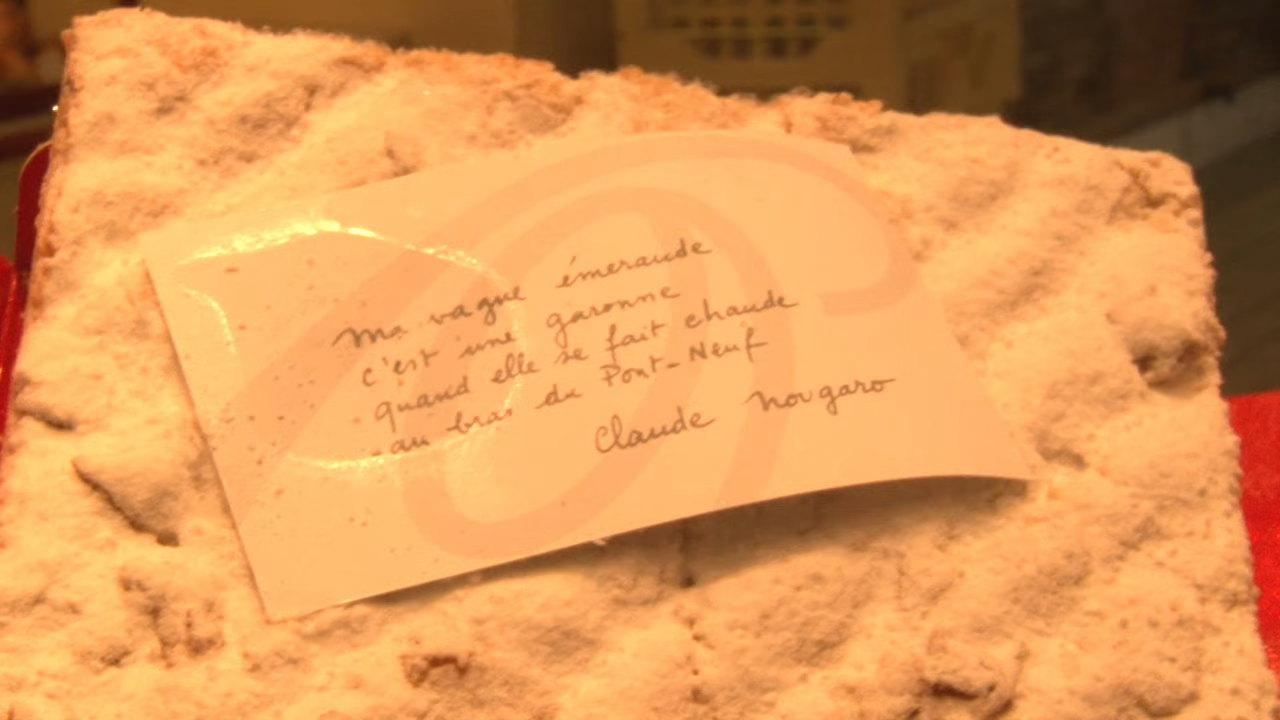 Ma vague émeraude
c'est une garonne
quand elle se fait chaude
au bras du Pont-Neuf
Claude Nougaro